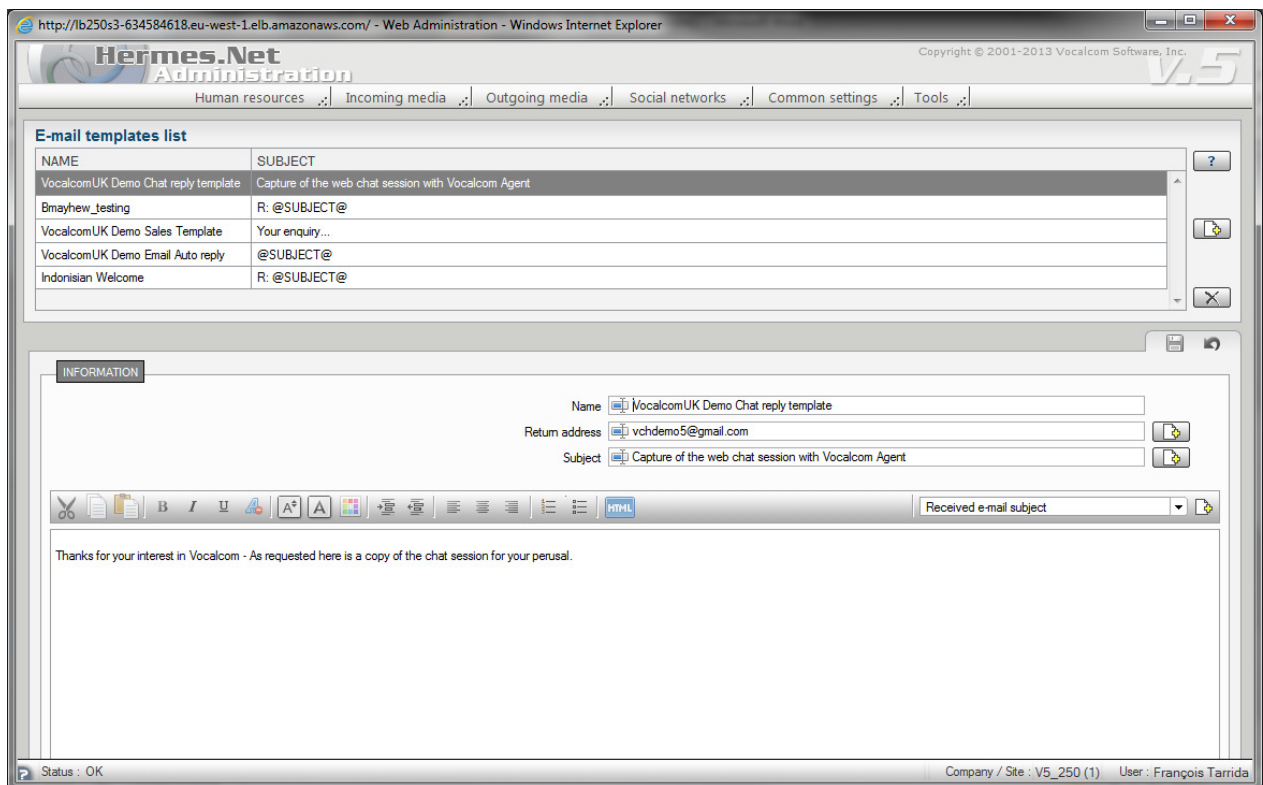 http://lb250s3-634584618.eu-west-1.elb.amazonaws.com/ - Web Administration - Windows Internet Explorer
Hermes.Net
Administration
Copyright © 2001-2013 Vocalcom Software, Inc.
V.5
Human resources Incoming media Outgoing media Social networks Common settings Tools
E-mail templates list
NAME SUBJECT
?
VocalcomUK Demo Chat reply template Capture of the web chat session with Vocalcom Agent
Bmayhew_testing R: @SUBJECT@
VocalcomUK Demo Sales Template Your enquiry...
VocalcomUK Demo Email Auto reply @SUBJECT@
Indonisian Welcome R: @SUBJECT@
INFORMATION
Name VocalcomUK Demo Chat reply template
Return address vchdemo5@gmail.com
Subject Capture of the web chat session with Vocalcom Agent
B I U A A HTML Received e-mail subject
Thanks for your interest in Vocalcom - As requested here is a copy of the chat session for your perusal.
Status : OK Company / Site : V5_250 (1) User : François Tarrida